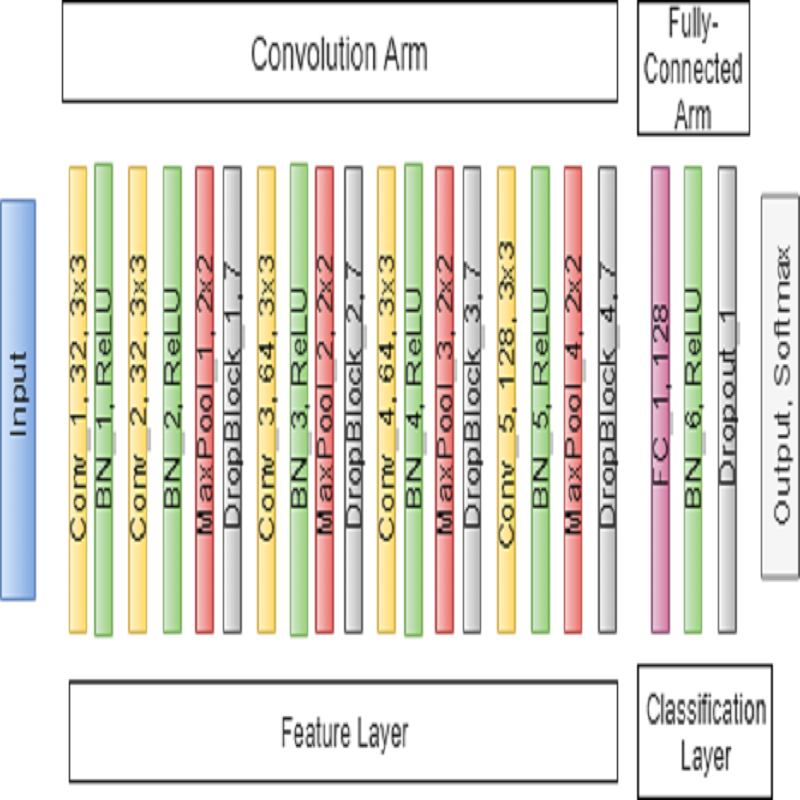 Convolution Arm
Fully-
Connected
Arm
Input
Conv_1, 32, 3x3
BN_1, ReLU
Conv_2, 32, 3x3
BN_2, ReLU
MaxPool_1, 2x2
DropBlock_1,7
Conv_3, 64, 3x3
BN_3, ReLU
MaxPool_2, 2x2
DropBlock_2,7
Conv_4, 64, 3x3
BN_4, ReLU
MaxPool_3, 2x2
DropBlock_3,7
Conv_5, 128, 3x3
BN_5, ReLU
MaxPool_4, 2x2
DropBlock_4,7
FC_1, 128
BN_6, ReLU
Dropout_1
Output, Softmax
Feature Layer
Classification
Layer